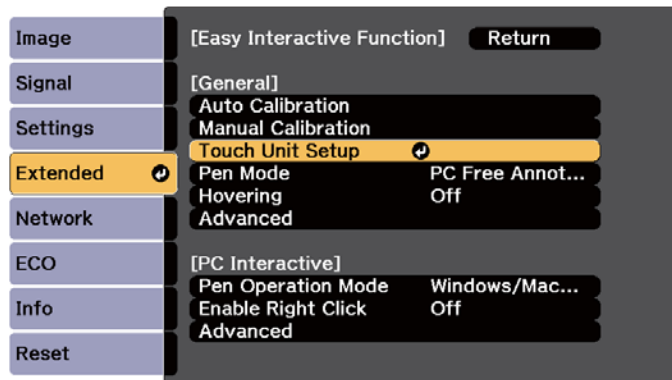 Image
Signal
Settings
Extended
Network
ECO
Info
Reset
[Easy Interactive Function] Return
[General]
Auto Calibration
Manual Calibration
Touch Unit Setup
Pen Mode PC Free Annot...
Hovering Off
Advanced
[PC Interactive]
Pen Operation Mode Windows/Mac...
Enable Right Click Off
Advanced